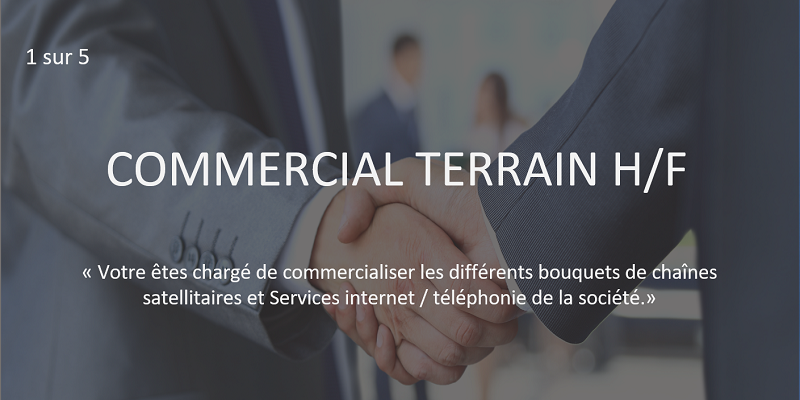 1 sur 5
COMMERCIAL TERRAIN H/F
« Votre êtes chargé de commercialiser les différents bouquets de chaînes
satellitaires et Services internet / téléphonie de la société.»